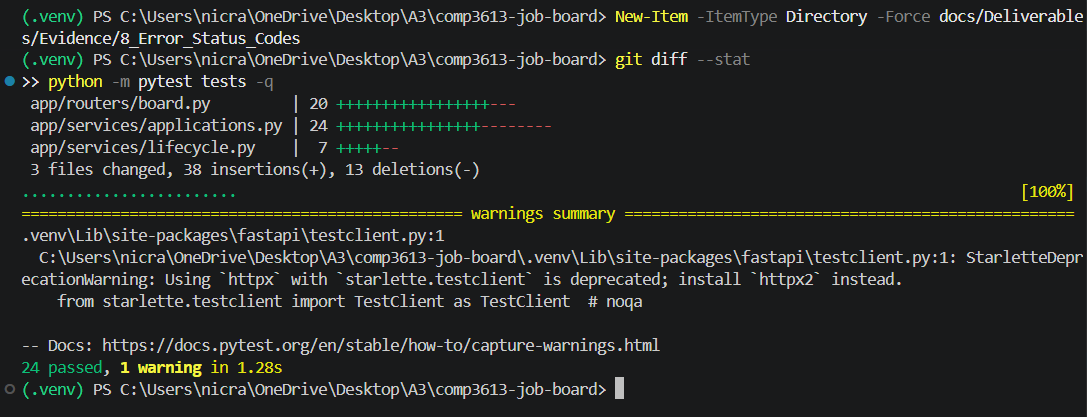 (.venv) PS C:\Users\nicra\OneDrive\Desktop\A3\comp3613-job-board> New-Item -ItemType Directory -Force docs/Deliverable
s/Evidence/8_Error_Status_Codes
(.venv) PS C:\Users\nicra\OneDrive\Desktop\A3\comp3613-job-board> git diff --stat
>> python -m pytest tests -q
 app/routers/board.py         | 20 +++++++++++++++++---
 app/services/applications.py | 24 ++++++++++++++++--------
 app/services/lifecycle.py    |  7 +++++--
 3 files changed, 38 insertions(+), 13 deletions(-)
........................                                                 [100%]
================================================ warnings summary =================================================
.venv\Lib\site-packages\fastapi\testclient.py:1
  C:\Users\nicra\OneDrive\Desktop\A3\comp3613-job-board\.venv\Lib\site-packages\fastapi\testclient.py:1: StarletteDepr
ecationWarning: Using `httpx` with `starlette.testclient` is deprecated; install `httpx2` instead.
    from starlette.testclient import TestClient as TestClient  # noqa
-- Docs: https://docs.pytest.org/en/stable/how-to/capture-warnings.html
24 passed, 1 warning in 1.28s
(.venv) PS C:\Users\nicra\OneDrive\Desktop\A3\comp3613-job-board>